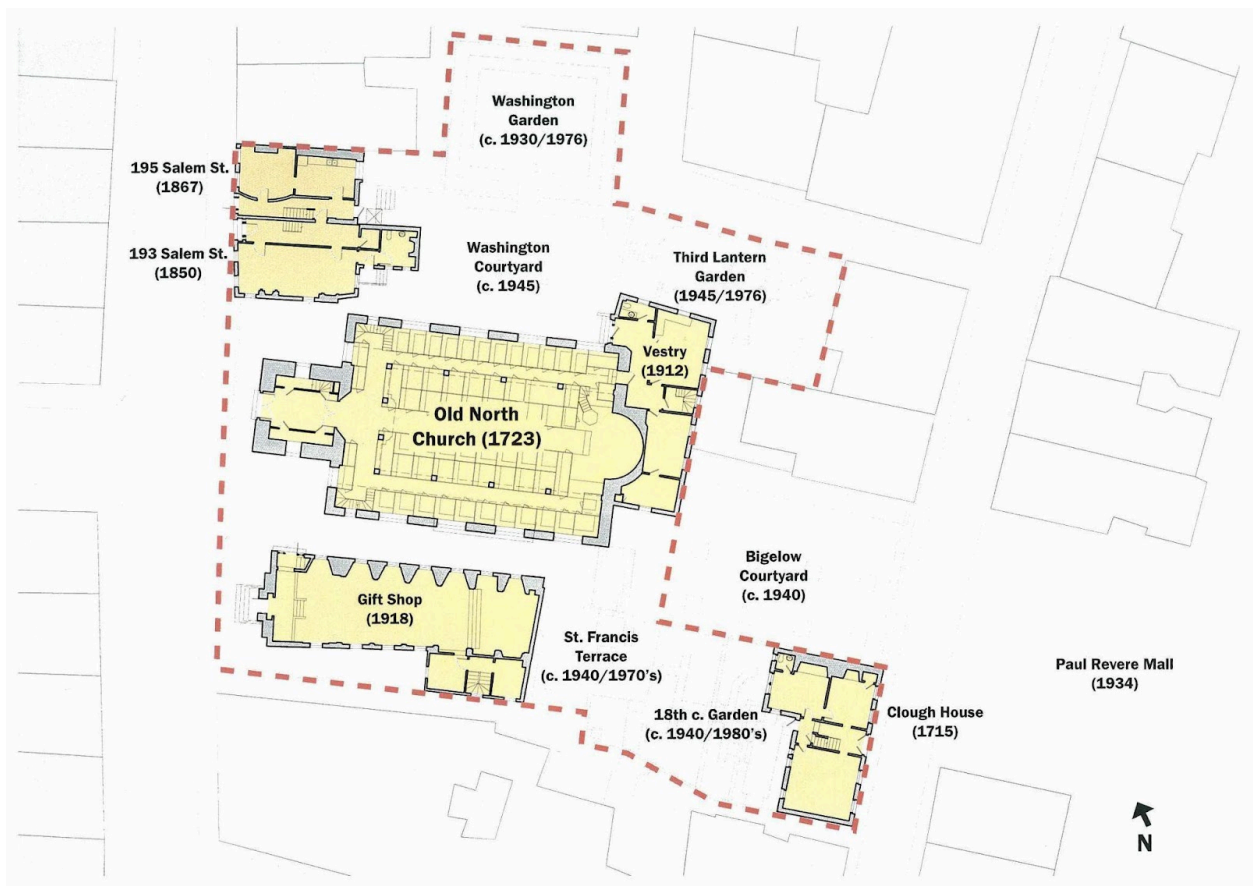 Washington
Garden
(c. 1930/1976)
195 Salem St.
(1867)
193 Salem St.
(1850)
Washington
Courtyard
(c. 1945)
Third Lantern
Garden
(1945/1976)
Vestry
(1912)
Old North
Church (1723)
Bigelow
Courtyard
(c. 1940)
Gift Shop
(1918)
St. Francis
Terrace
(c. 1940/1970's)
Paul Revere Mall
(1934)
18th c. Garden
(c. 1940/1980's)
Clough House
(1715)
N